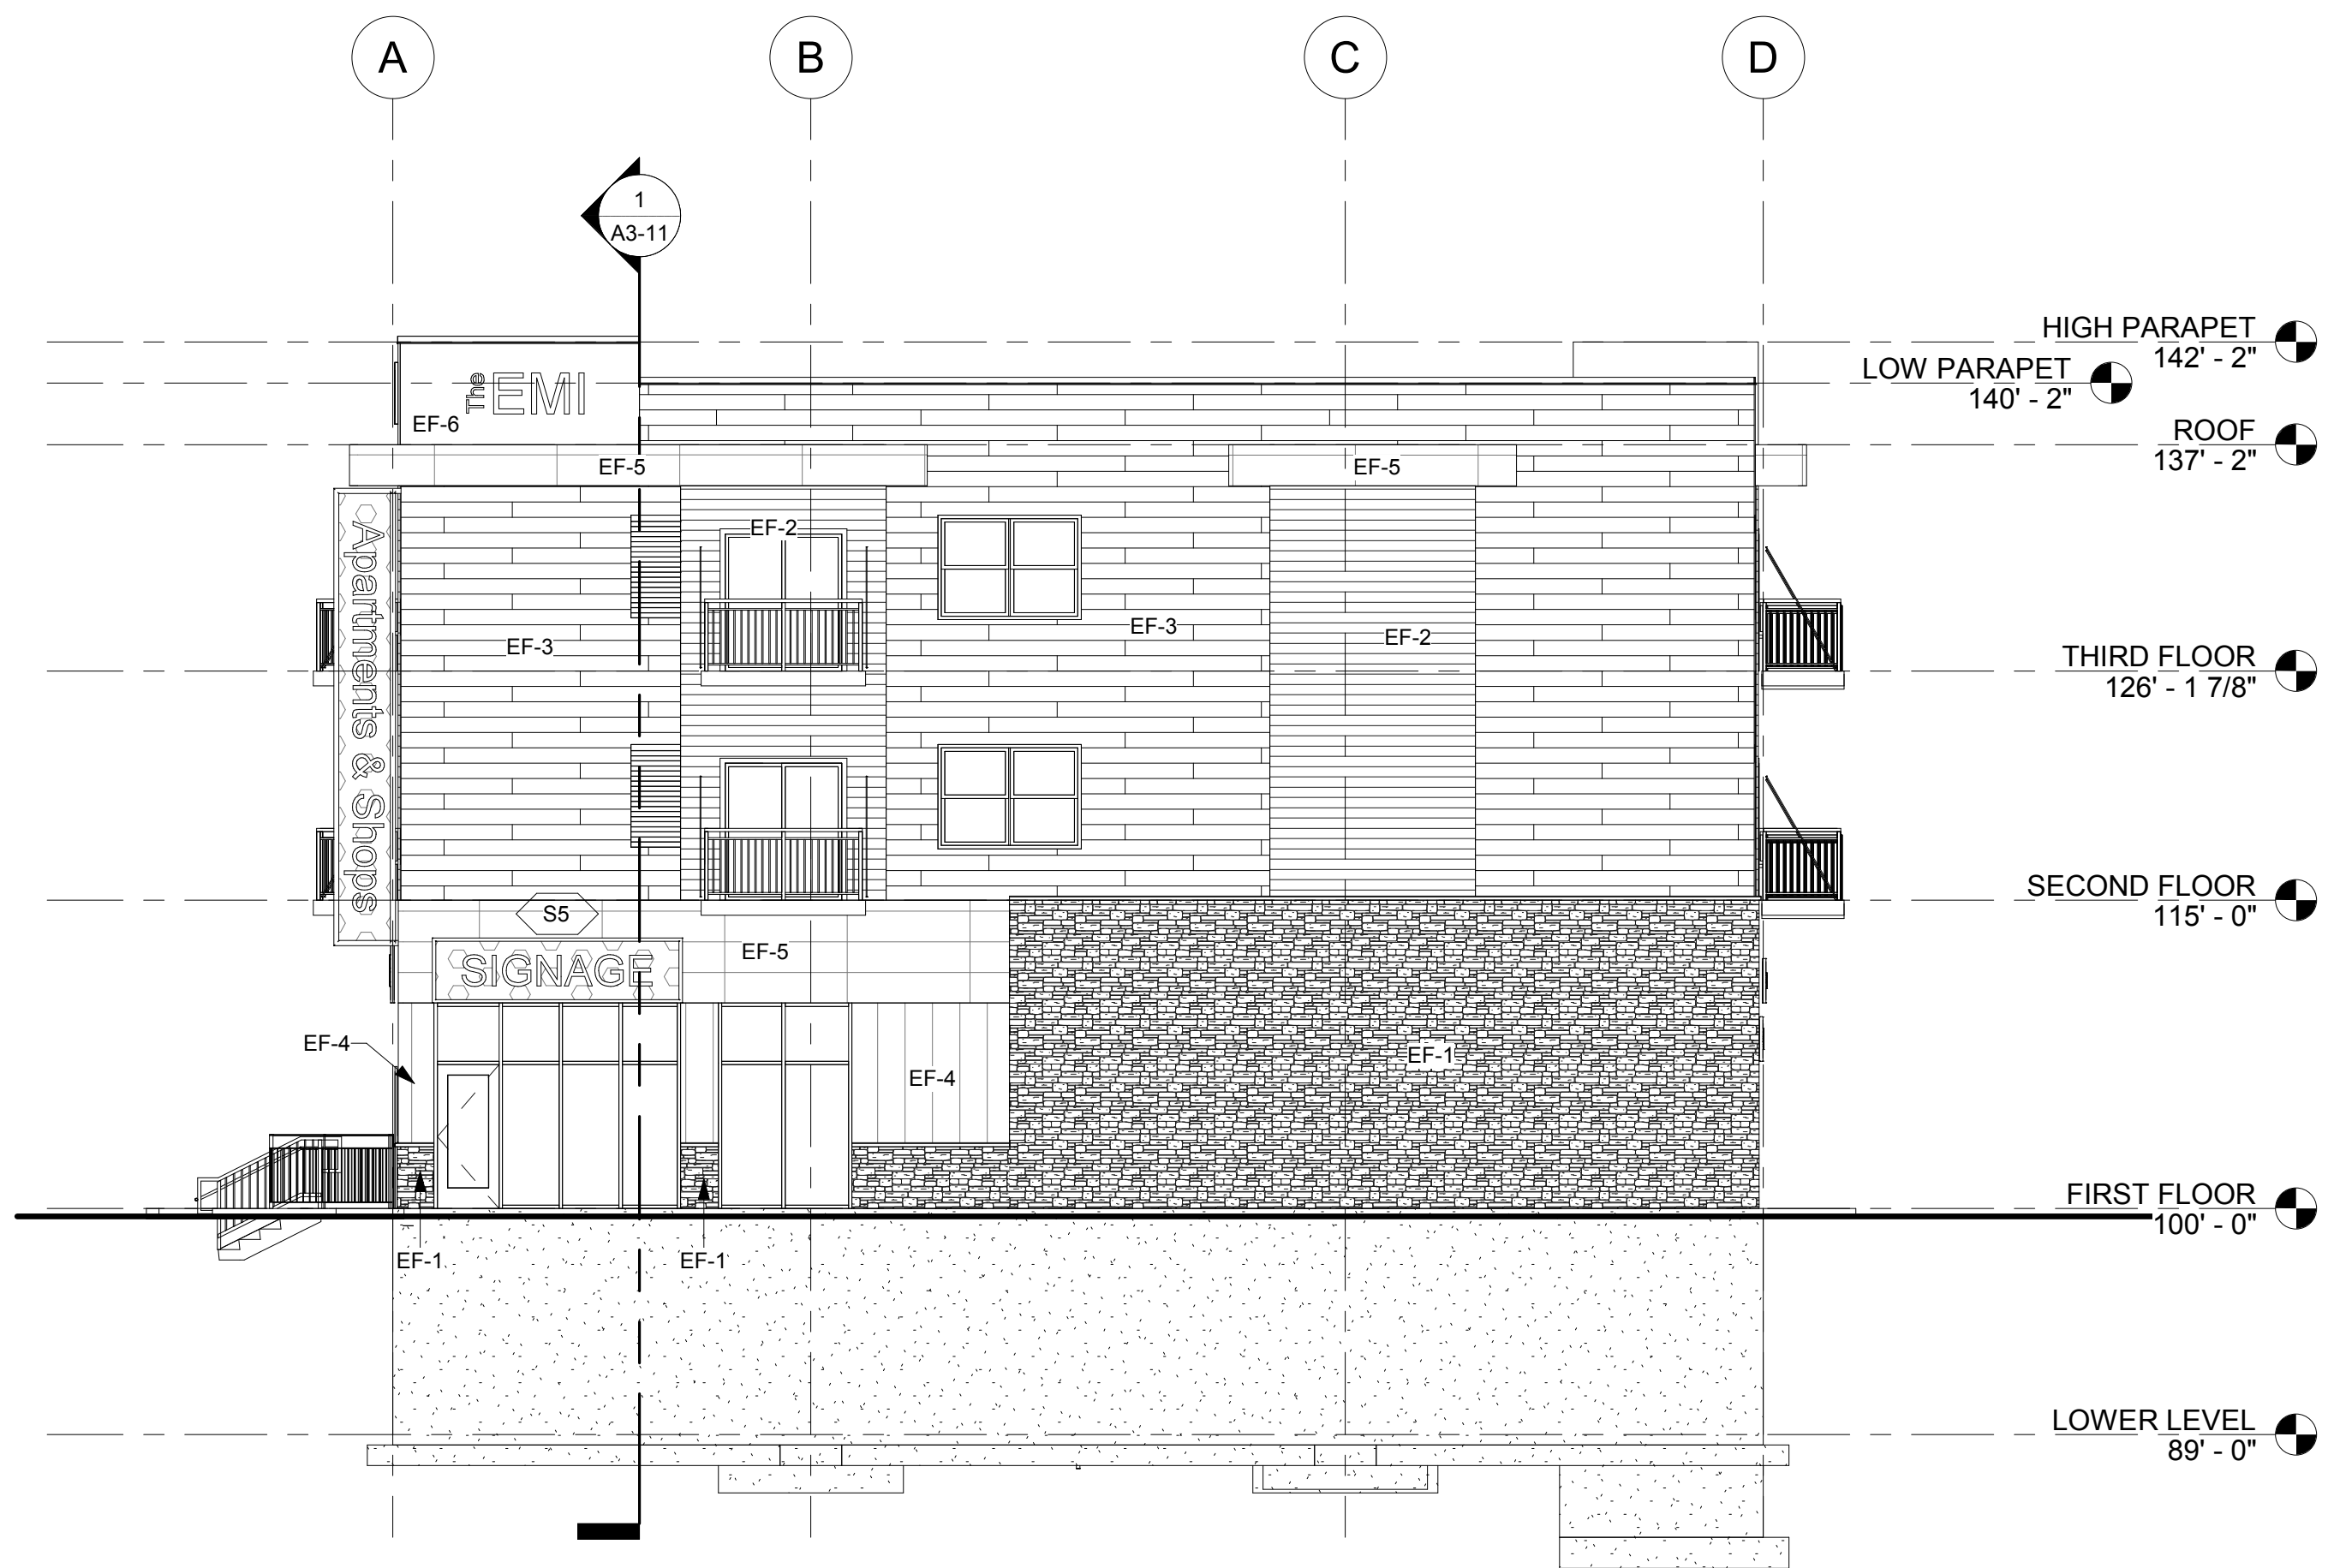 A
B
C
D
1
A3-11
HIGH PARAPET
142' - 2"
LOW PARAPET
140' - 2"
The EMI
EF-6
ROOF
137' - 2"
EF-5
EF-5
Apartments & Shops
EF-2
EF-3
EF-3
EF-2
THIRD FLOOR
126' - 1 7/8"
SECOND FLOOR
115' - 0"
S5
EF-5
SIGNAGE
EF-4
EF-4
EF-1
FIRST FLOOR
100' - 0"
EF-1
EF-1
LOWER LEVEL
89' - 0"